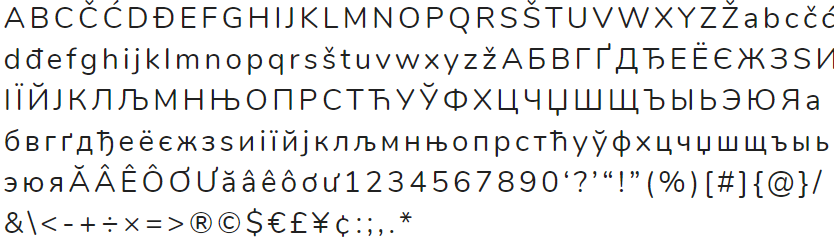 ABCČĆDĐEFGHIJKLMNOPQRSŠTUVWXYZŽabcčć
dđefghijklmnopqrsštuvwxyzžАБВГҐДЂЕЁЄЖЗЅИ
ІЇЙЈКЛЉМНЊОПРСТЋУЎФХЦЧЏШЩЪЫЬЭЮЯа
бвгґдђеёєжзѕиіїйјклљмнњопрстћуўфхцчџшщъыь
эюяĂÂÊÔƠƯăâêôơư1234567890‘?’“!”(%)[#]{@}/
&\<-+÷×=>®©$€£¥¢:;,.*